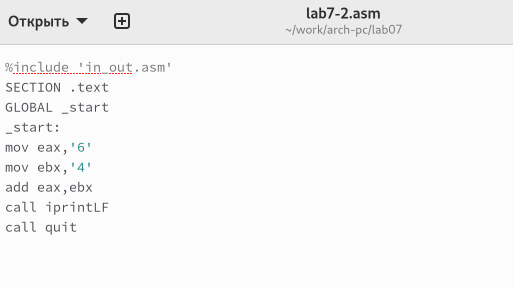 Открыть
lab7-2.asm
~/work/arch-pc/lab07
%include 'in_out.asm'
SECTION .text
GLOBAL _start
_start:
mov eax,'6'
mov ebx,'4'
add eax,ebx
call iprintLF
call quit